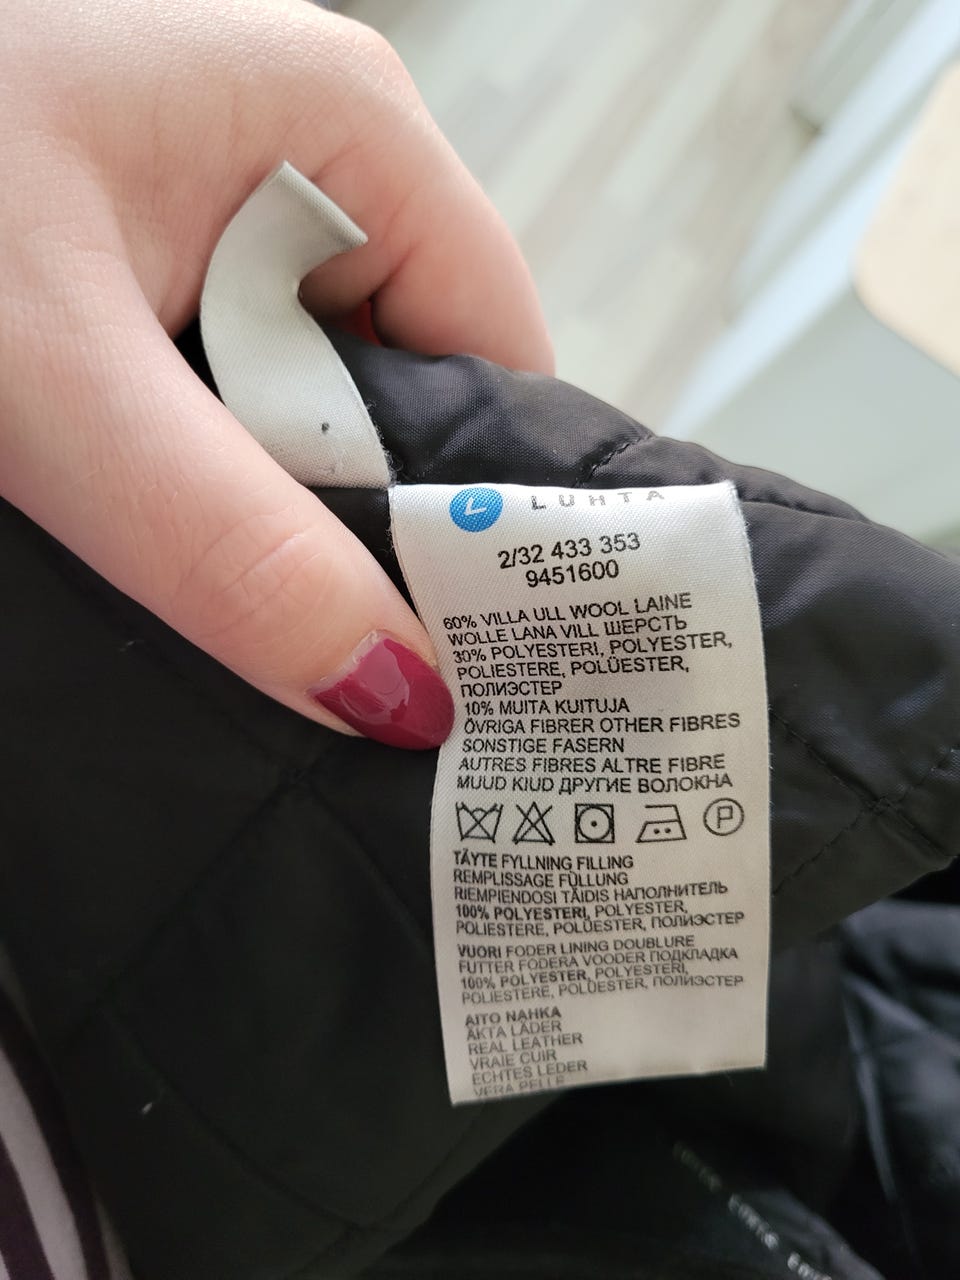 LUHTA
2/32 433 353
9451600
60% VILLA ULL WOOL LAINE
WOLLE LANA VILL ШЕРСТЬ
30% POLYESTERI, POLYESTER,
POLIESTERE, POLÜESTER,
ПОЛИЭСТЕР
10% MUITA KUITUJA
ÖVRIGA FIBRER OTHER FIBRES
SONSTIGE FASERN
AUTRES FIBRES ALTRE FIBRE
MUUD KIUD ДРУГИЕ ВОЛОКНА
P
TÄYTE FYLLNING FILLING
REMPLISSAGE FÜLLUNG
RIEMPIENDOSI TÄIDIS НАПОЛНИТЕЛЬ
100% POLYESTERI, POLYESTER,
POLIESTERE, POLÜESTER, ПОЛИЭСТЕР
VUORI FODER LINING DOUBLURE
FUTTER FODERA VOODER ПОДКЛАДКА
100% POLYESTER, POLYESTERI,
POLIESTERE, POLÜESTER, ПОЛИЭСТЕР
AITO NAHKA
ÄKTA LÄDER
REAL LEATHER
VRAIE CUIR
ECHTES LEDER
VERA PELLE